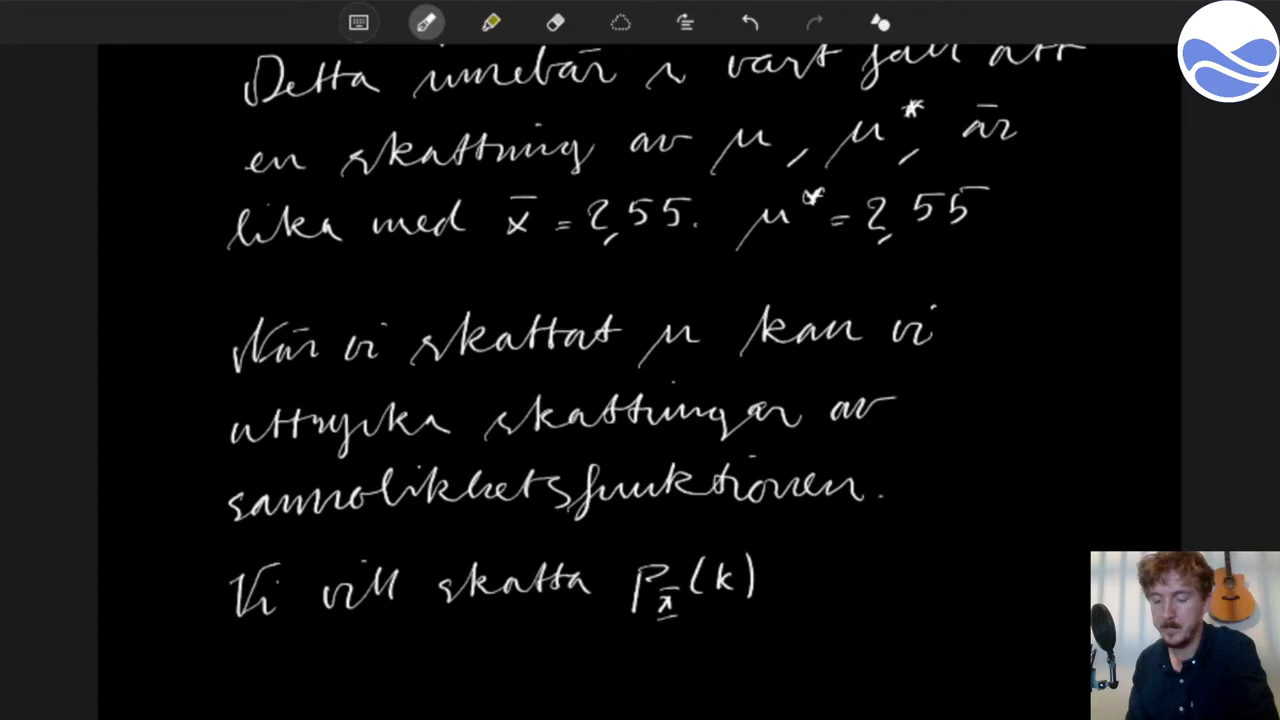 Detta innebär i vårt fall att
en skattning av μ, μ*, är
lika med x̄ = 2,55. μ* = 2,55
När vi skattat μ kan vi
uttrycka skattningar av
sannolikhetsfunktionen.
Vi vill skatta p_X(k)